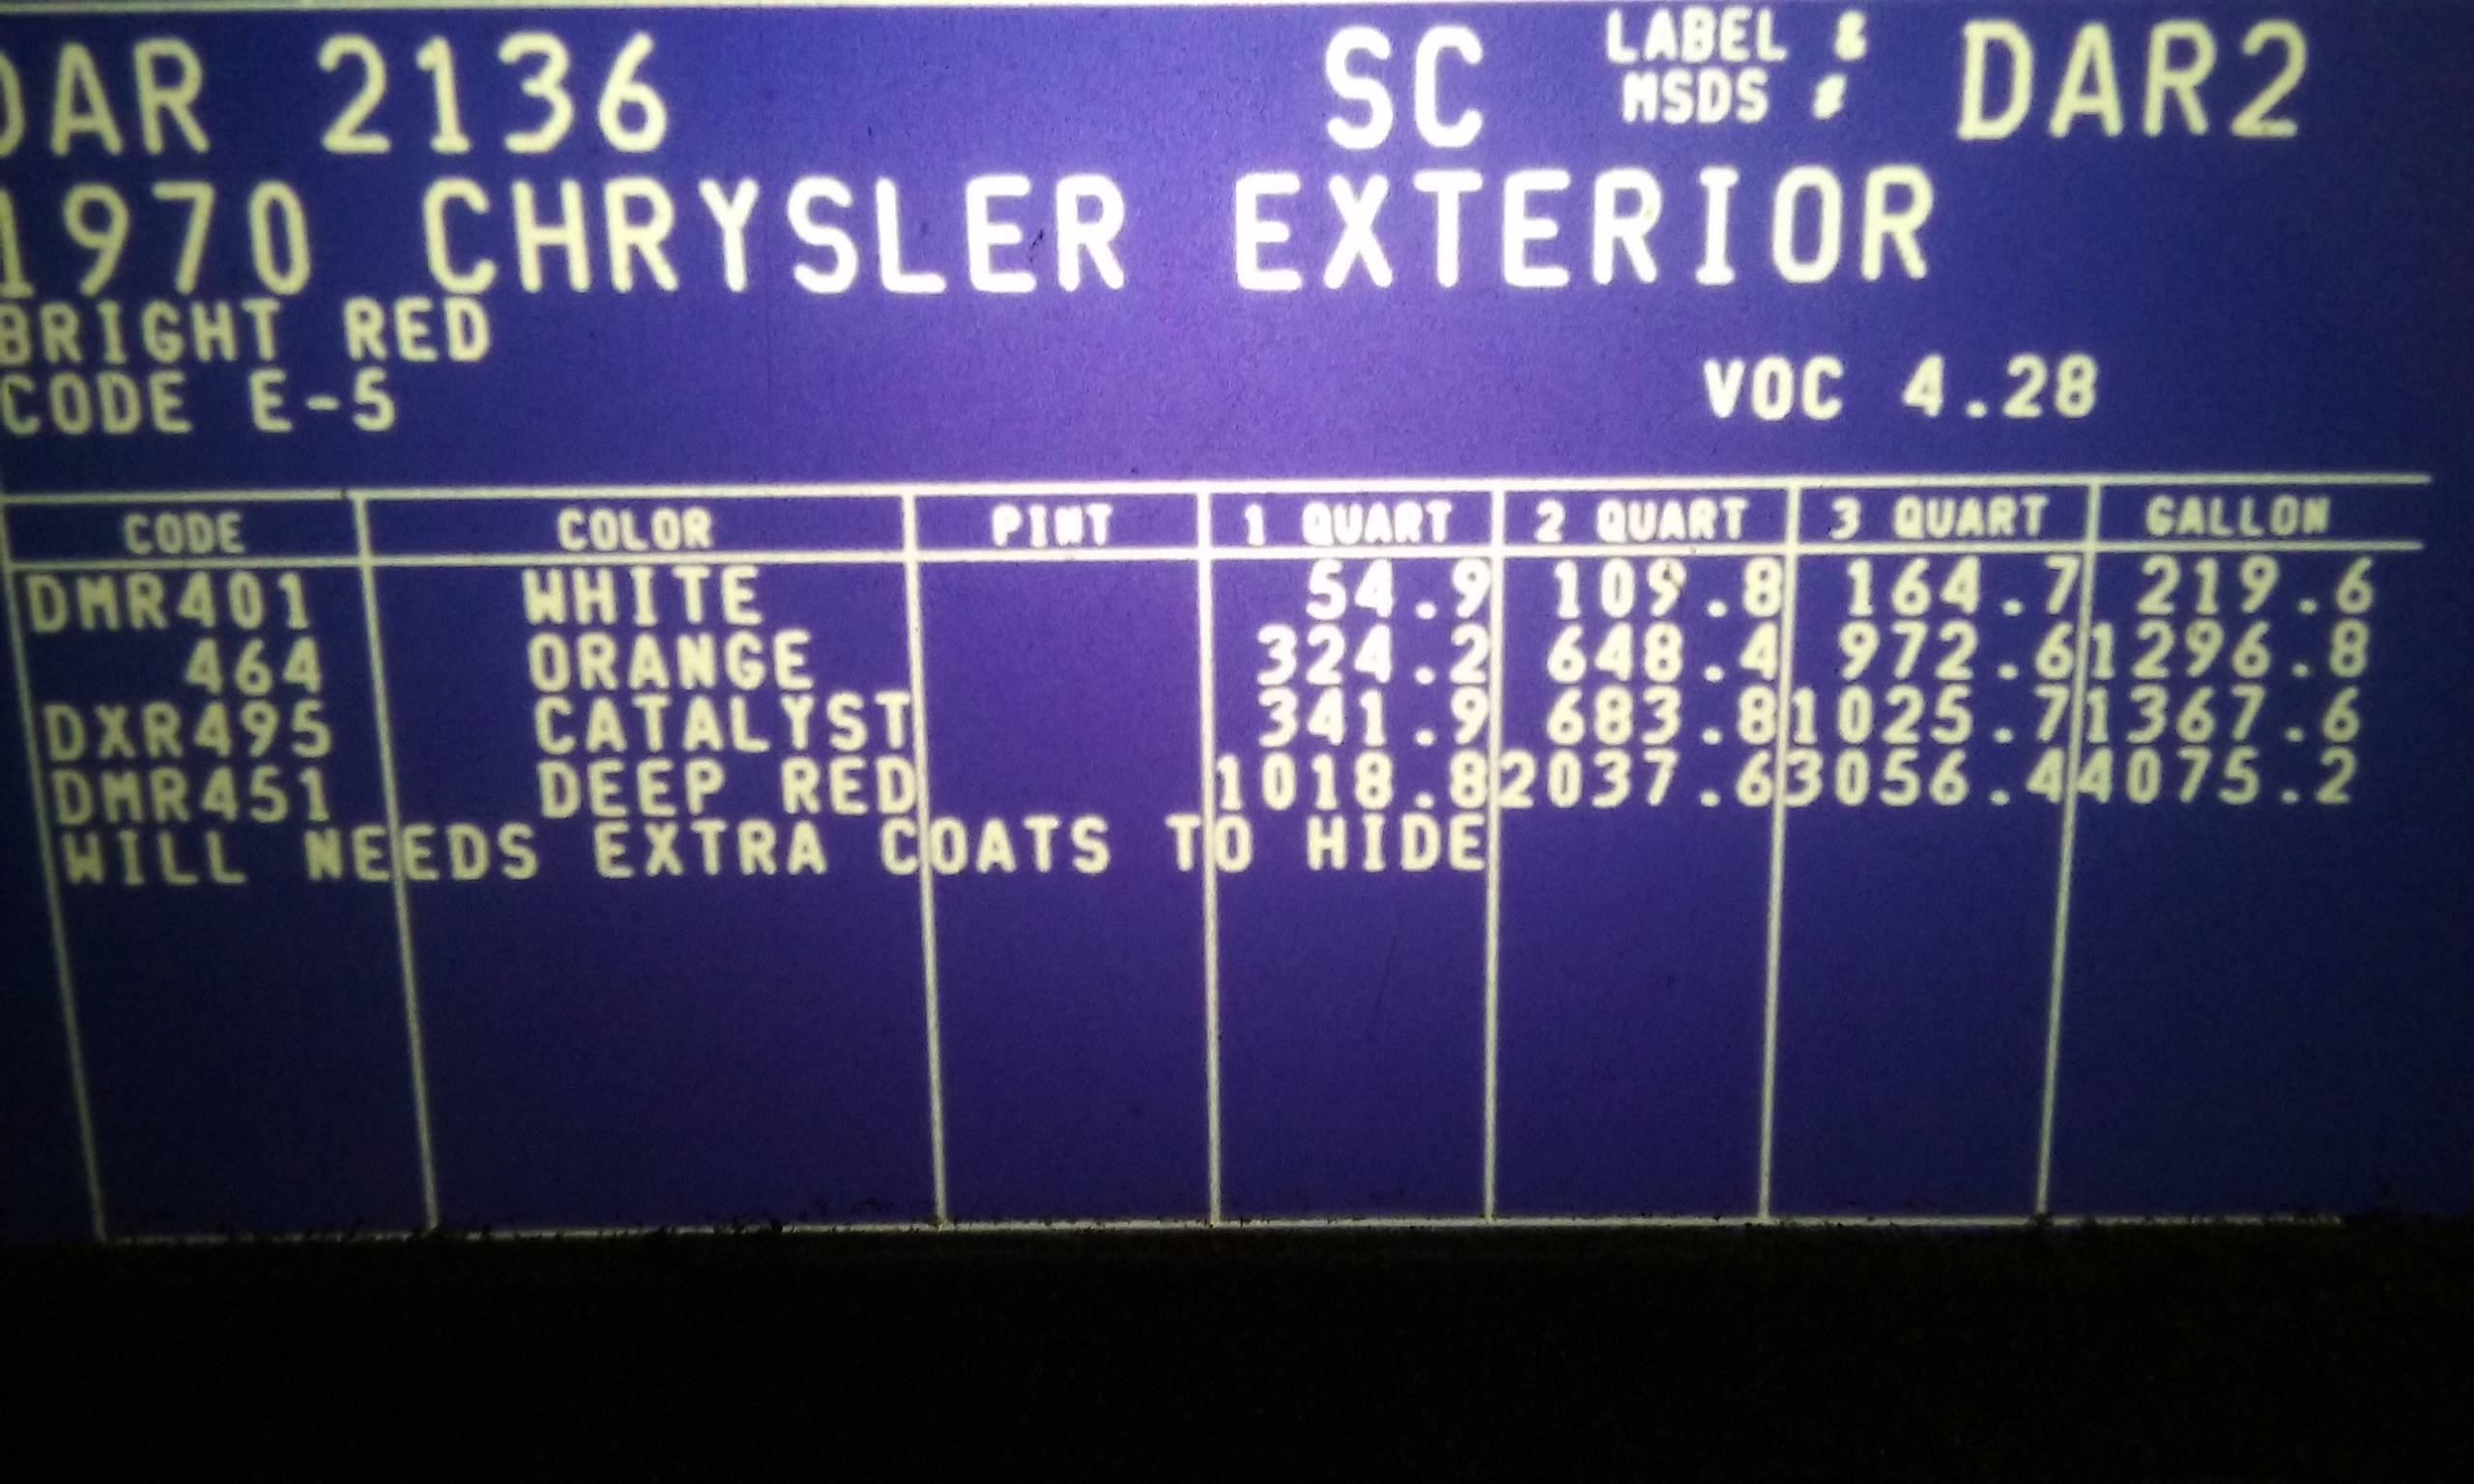 DAR 2136 SC LABEL & MSDS # DAR2
1970 CHRYSLER EXTERIOR
BRIGHT RED
CODE E-5 VOC 4.28
CODE COLOR PINT 1 QUART 2 QUART 3 QUART GALLON
DMR401 WHITE 54.9 109.8 164.7 219.6
464 ORANGE 324.2 648.4 972.6 1296.8
DXR495 CATALYST 341.9 683.8 1025.7 1367.6
DMR451 DEEP RED 1018.8 2037.6 3056.4 4075.2
WILL NEEDS EXTRA COATS TO HIDE